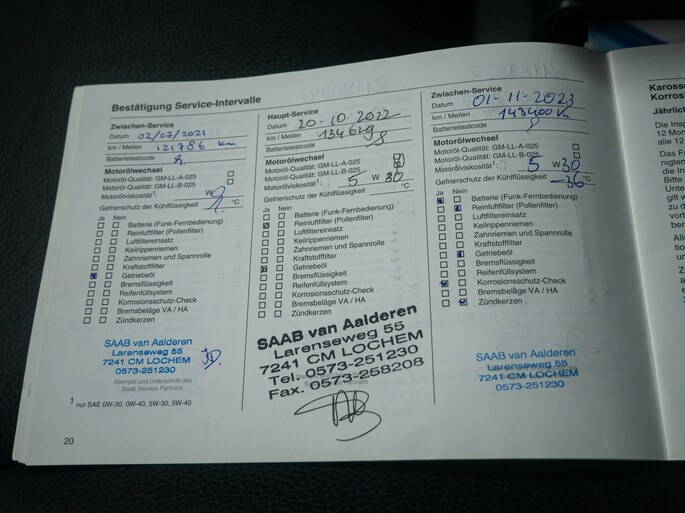 Bestätigung Service-Intervalle
Zwischen-Service
Datum 02/07/2021
km / Meilen 121786 km
Batterietestcode
Motorölwechsel
Motoröl-Qualität: GM-LL-A-025
Motoröl-Qualität: GM-LL-B-025
Motorölviskosität¹: W
Gefrierschutz der Kühlflüssigkeit °C
Ja Nein
Batterie (Funk-Fernbedienung)
Reinluftfilter (Pollenfilter)
Luftfiltereinsatz
Keilrippenriemen
Zahnriemen und Spannrolle
Kraftstofffilter
Getriebeöl
Bremsflüssigkeit
Reifenfüllsystem
Korrosionsschutz-Check
Bremsbeläge VA / HA
Zündkerzen
SAAB van Aalderen
Larenseweg 55
7241 CM LOCHEM
0573-251230
Stempel und Unterschrift des
Saab Service Partners
1 nur SAE 0W-30, 0W-40, 5W-30, 5W-40
20
Haupt-Service
Datum 20-10-2022
km / Meilen 134629
Batterietestcode
Motorölwechsel
Motoröl-Qualität: GM-LL-A-025
Motoröl-Qualität: GM-LL-B-025
Motorölviskosität¹: 5 W 30
Gefrierschutz der Kühlflüssigkeit °C
Ja Nein
Batterie (Funk-Fernbedienung)
Reinluftfilter (Pollenfilter)
Luftfiltereinsatz
Keilrippenriemen
Zahnriemen und Spannrolle
Kraftstofffilter
Getriebeöl
Bremsflüssigkeit
Reifenfüllsystem
Korrosionsschutz-Check
Bremsbeläge VA / HA
Zündkerzen
SAAB van Aalderen
Larenseweg 55
7241 CM LOCHEM
Tel. 0573-251230
Fax. 0573-258208
Zwischen-Service
Datum 01-11-2023
km / Meilen 143400 K
Batterietestcode
Motorölwechsel
Motoröl-Qualität: GM-LL-A-025
Motoröl-Qualität: GM-LL-B-025
Motorölviskosität¹: 5 W 30
Gefrierschutz der Kühlflüssigkeit -36 °C
Ja Nein
Batterie (Funk-Fernbedienung)
Reinluftfilter (Pollenfilter)
Luftfiltereinsatz
Keilrippenriemen
Zahnriemen und Spannrolle
Kraftstofffilter
Getriebeöl
Bremsflüssigkeit
Reifenfüllsystem
Korrosionsschutz-Check
Bremsbeläge VA / HA
Zündkerzen
SAAB van Aalderen
Larenseweg 55
7241 CM LOCHEM
0573-251230
Jährlic
Die Insp
12 Mon
alle 12